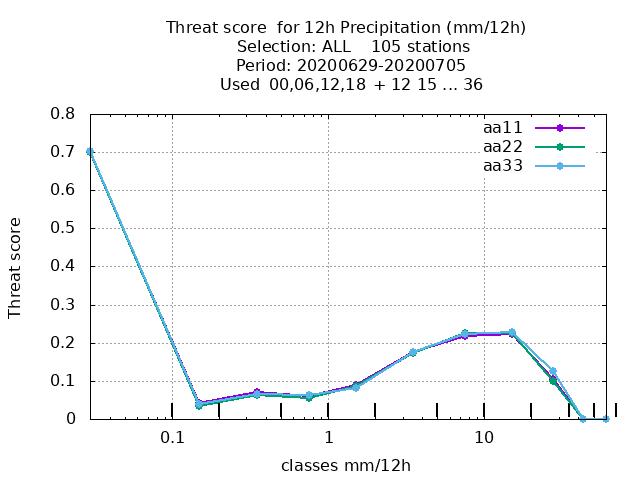 Threat score  for 12h Precipitation (mm/12h)
Selection: ALL    105 stations
Period: 20200629-20200705
Used  00,06,12,18  + 12 15 ... 36
aa11
aa22
aa33
0.8
0.7
0.6
0.5
0.4
0.3
0.2
0.1
0
Threat score
0.1
1
10
classes mm/12h